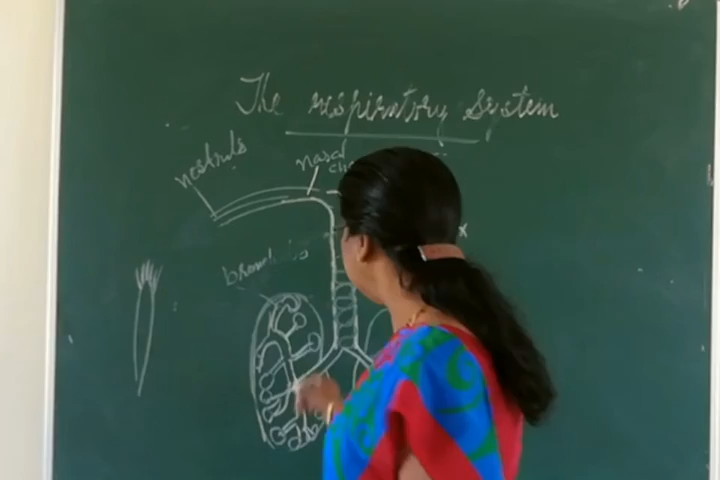 The respiratory System
nostrils
nasal